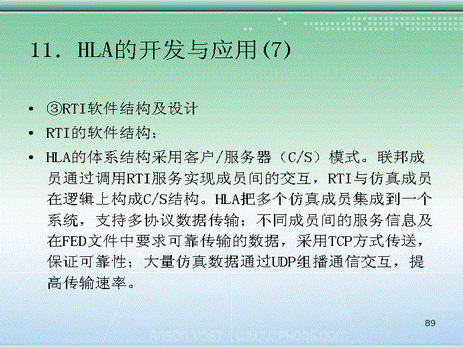 11. HLA的开发与应用(7)
• ③RTI软件结构及设计
• RTI的软件结构:
• HLA的体系结构采用客户/服务器(C/S)模式。联邦成
员通过调用RTI服务实现成员间的交互,RTI与仿真成员
在逻辑上构成C/S结构。HLA把多个仿真成员集成到一个
系统,支持多协议数据传输;不同成员间的服务信息及
在FED文件中要求可靠传输的数据,采用TCP方式传送,
保证可靠性;大量仿真数据通过UDP组播通信交互,提
高传输速率。
89